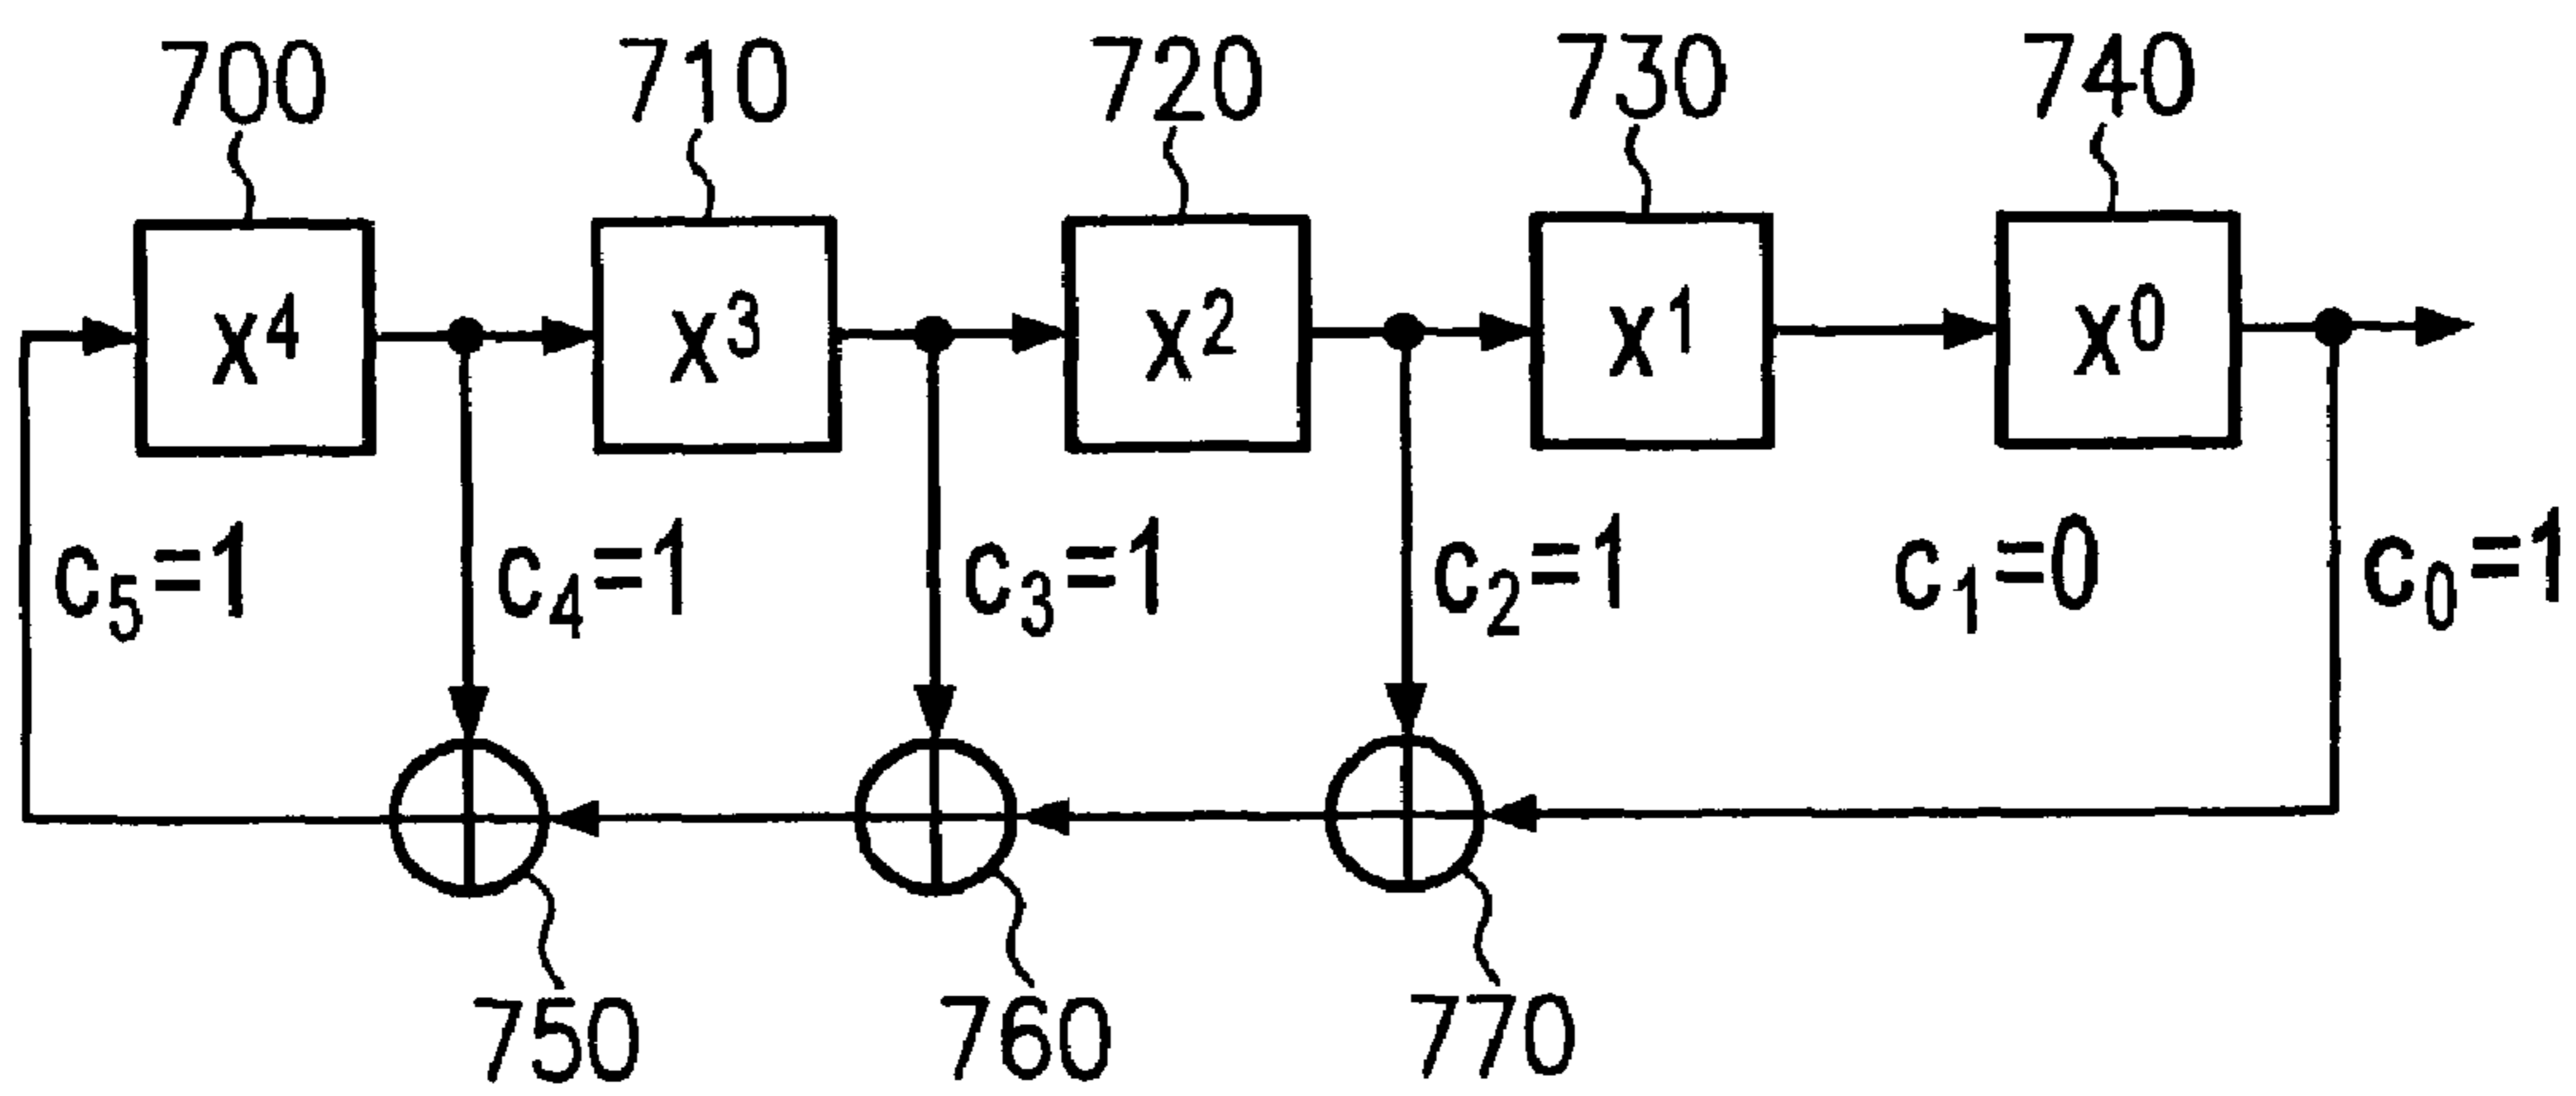 700 710 720 730 740
x⁴ x³ x² x¹ x⁰
c₅=1 c₄=1 c₃=1 c₂=1 c₁=0 c₀=1
750 760 770